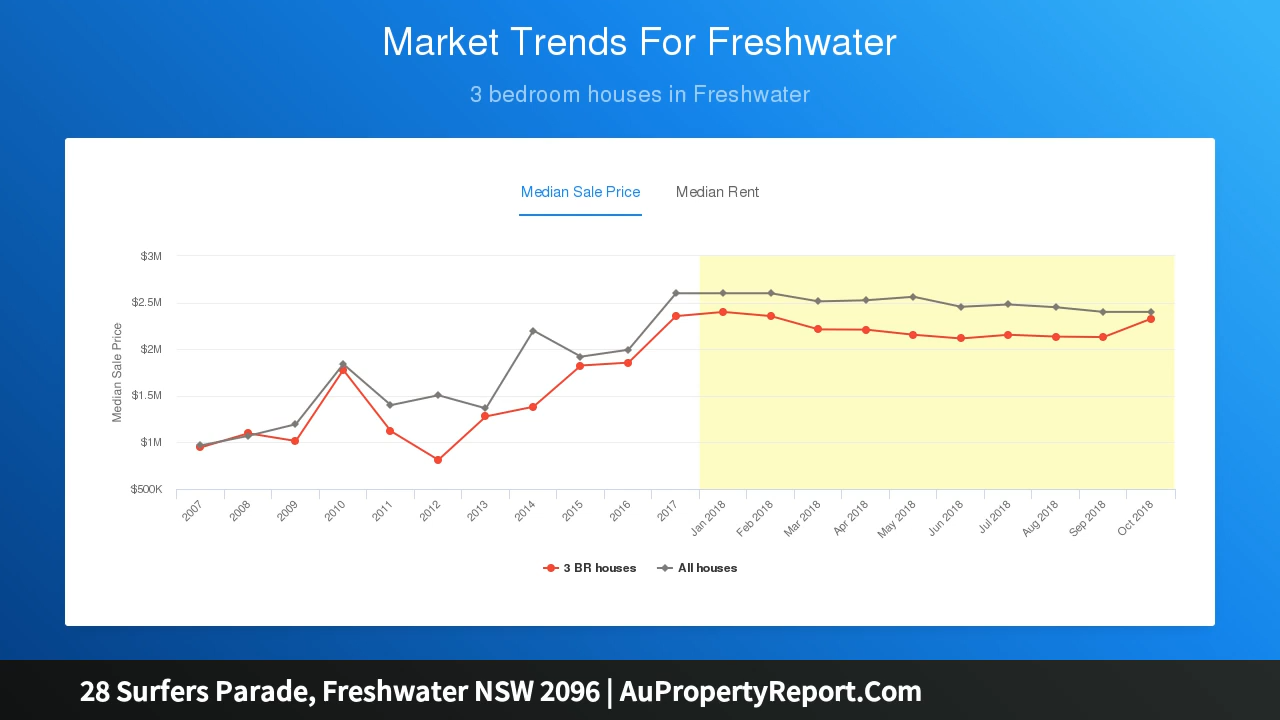 Market Trends For Freshwater
3 bedroom houses in Freshwater
Median Sale Price Median Rent
$3M
$2.5M
$2M
$1.5M
$1M
$500K
Median Sale Price
2007 2008 2009 2010 2011 2012 2013 2014 2015 2016 2017 Jan 2018 Feb 2018 Mar 2018 Apr 2018 May 2018 Jun 2018 Jul 2018 Aug 2018 Sep 2018 Oct 2018
3 BR houses All houses
28 Surfers Parade, Freshwater NSW 2096 | AuPropertyReport.Com